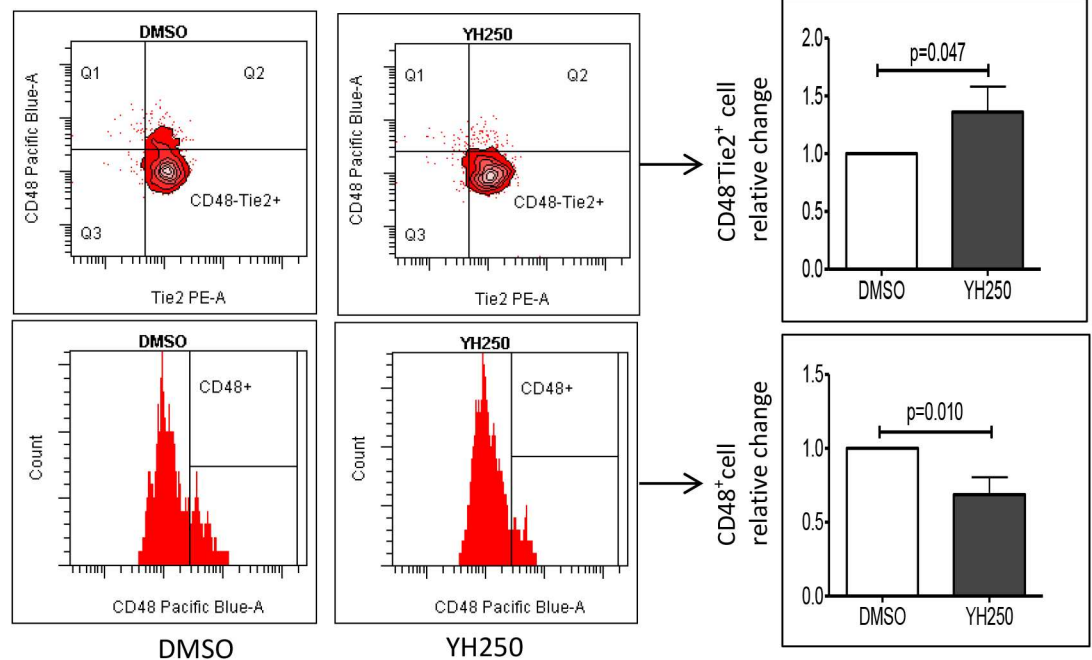 DMSO
Q1
Q2
CD48 Pacific Blue-A
CD48-Tie2+
Q3
Tie2 PE-A
YH250
Q1
Q2
CD48 Pacific Blue-A
CD48-Tie2+
Q3
Tie2 PE-A
CD48⁻Tie2⁺ cell
relative change
2.0
1.5
1.0
0.5
0.0
p=0.047
DMSO
YH250
DMSO
CD48+
Count
CD48 Pacific Blue-A
YH250
CD48+
Count
CD48 Pacific Blue-A
CD48⁺cell
relative change
1.5
1.0
0.5
0.0
p=0.010
DMSO
YH250
DMSO
YH250